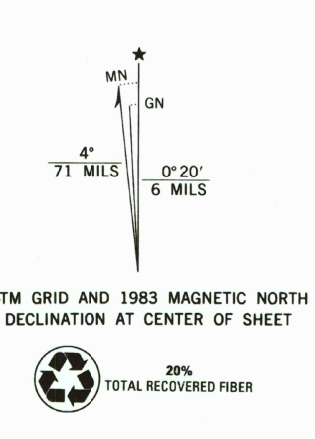 ★
MN
GN
4°
71 MILS
0° 20′
6 MILS
TM GRID AND 1983 MAGNETIC NORTH
DECLINATION AT CENTER OF SHEET
20%
TOTAL RECOVERED FIBER